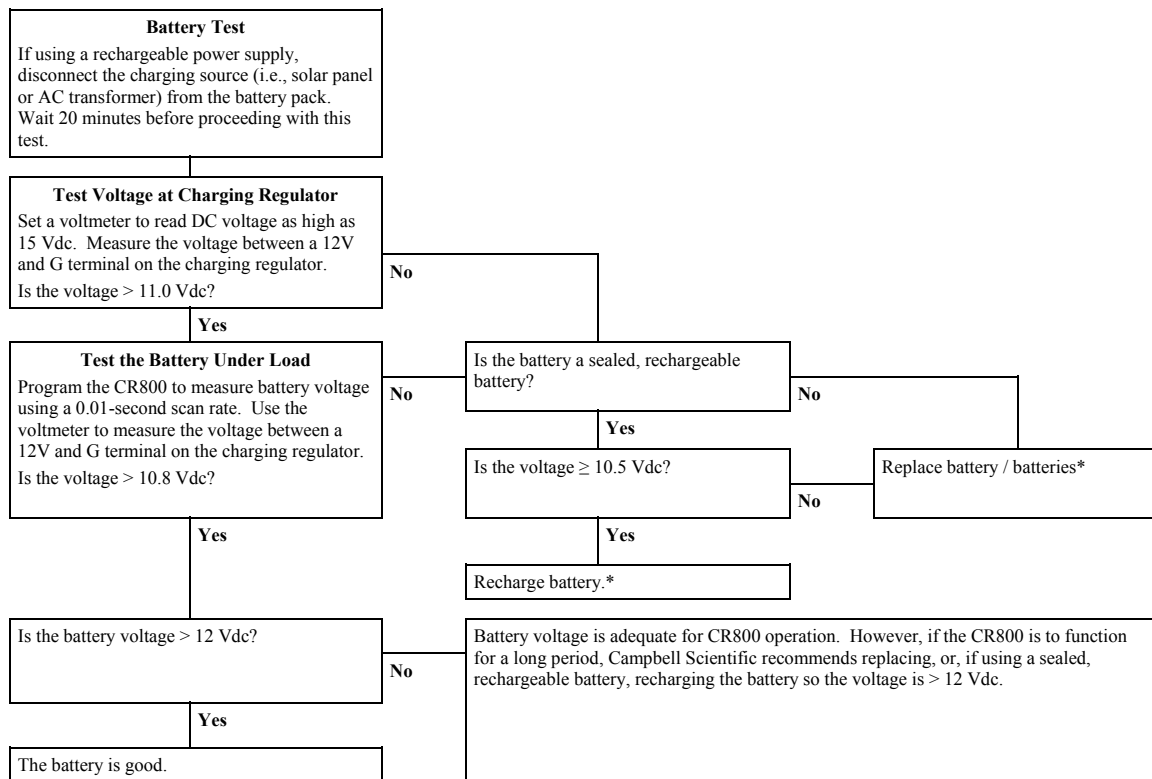 Battery Test
If using a rechargeable power supply,
disconnect the charging source (i.e., solar panel
or AC transformer) from the battery pack.
Wait 20 minutes before proceeding with this
test.
Test Voltage at Charging Regulator
Set a voltmeter to read DC voltage as high as
15 Vdc. Measure the voltage between a 12V
and G terminal on the charging regulator.
Is the voltage > 11.0 Vdc?
No
Yes
Test the Battery Under Load
Program the CR800 to measure battery voltage
using a 0.01-second scan rate. Use the
voltmeter to measure the voltage between a
12V and G terminal on the charging regulator.
Is the voltage > 10.8 Vdc?
No
Is the battery a sealed, rechargeable
battery?
No
Yes
Is the voltage ≥ 10.5 Vdc?
No
Replace battery / batteries*
Yes
Yes
Recharge battery.*
Is the battery voltage > 12 Vdc?
No
Battery voltage is adequate for CR800 operation. However, if the CR800 is to function
for a long period, Campbell Scientific recommends replacing, or, if using a sealed,
rechargeable battery, recharging the battery so the voltage is > 12 Vdc.
Yes
The battery is good.